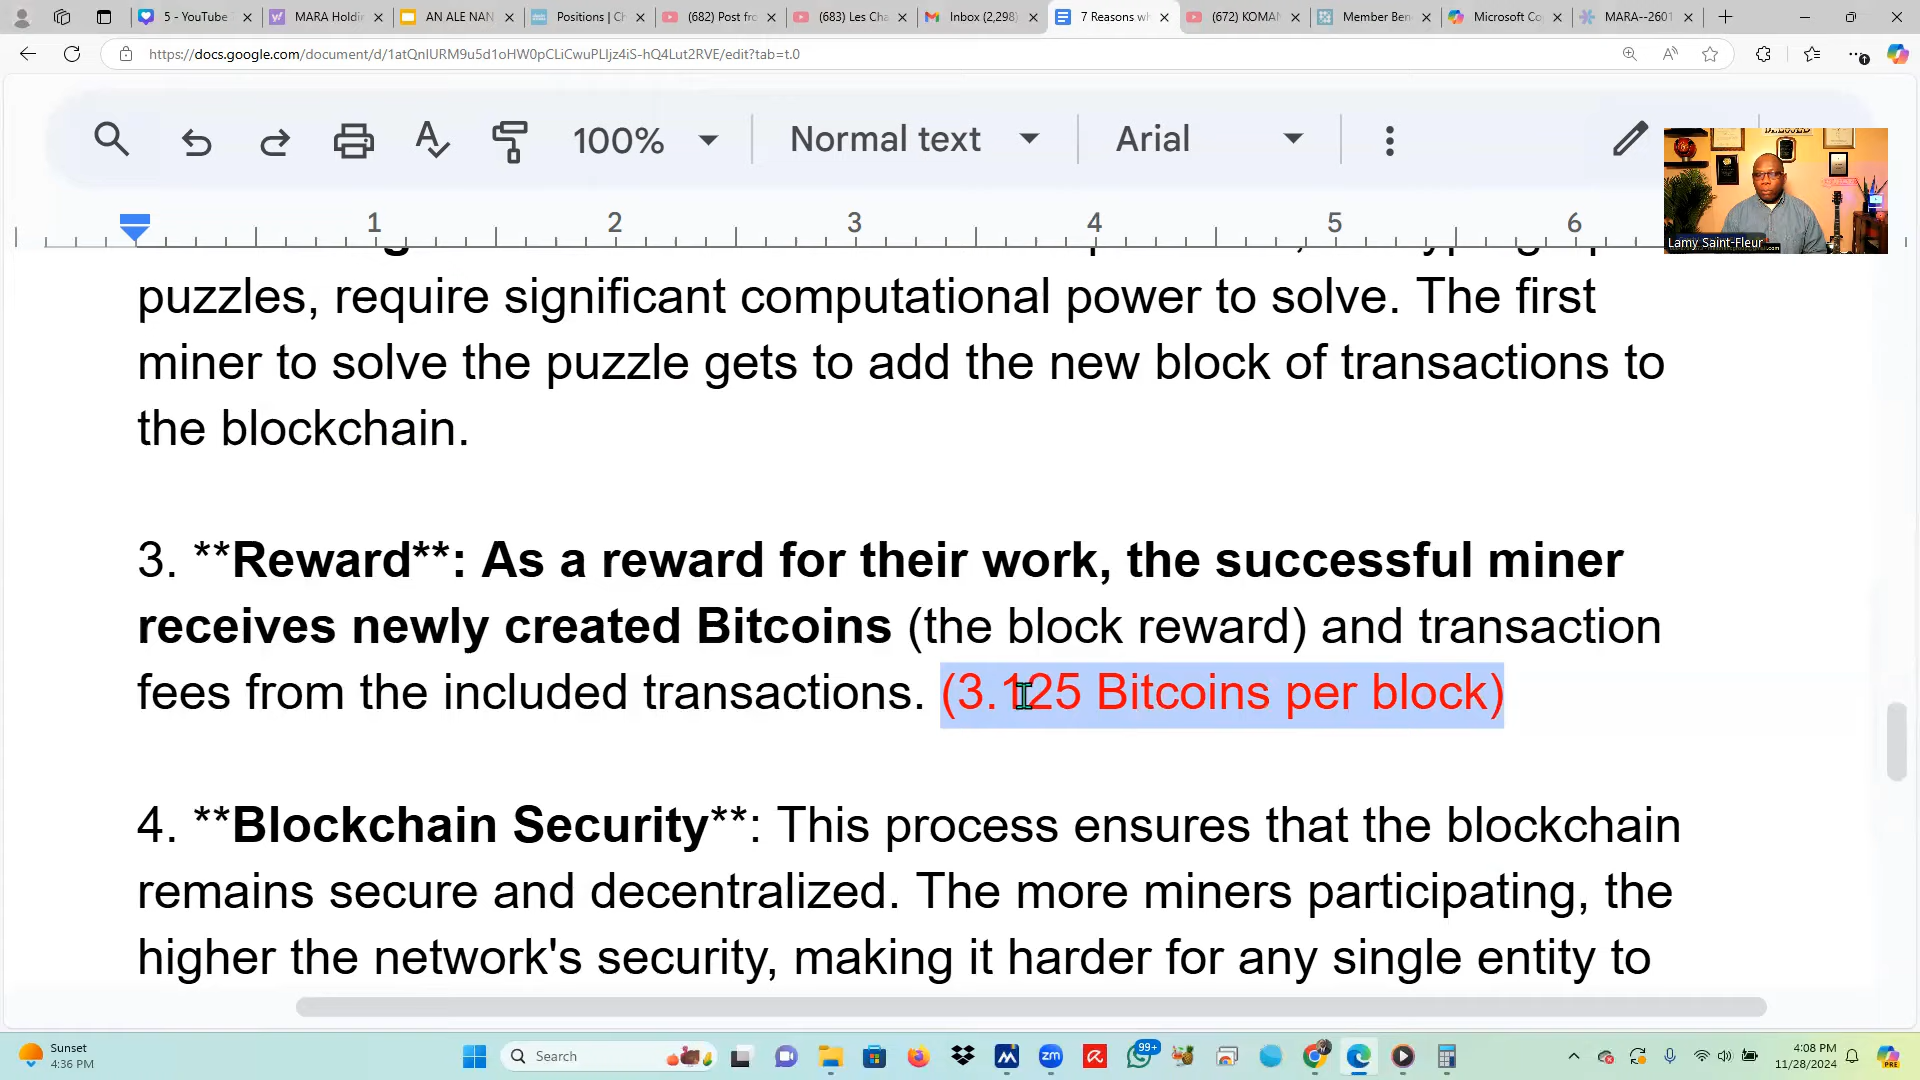 5 - YouTube
MARA Holdi
AN ALE NAN
Positions | Ch
(682) Post fro
(683) Les Cha
Inbox (2,298)
7 Reasons wh
(672) KOMAN
Member Ben
Microsoft Co
MARA--2601
https://docs.google.com/document/d/1atQnIURM9u5d1oHW0pCLiCwuPLIjz4iS-hQ4Lut2RVE/edit?tab=t.0
100%
Normal text
Arial
1 2 3 4 5 6
Lamy Saint-Fleur
puzzles, require significant computational power to solve. The first
miner to solve the puzzle gets to add the new block of transactions to
the blockchain.
3. **Reward**: As a reward for their work, the successful miner
receives newly created Bitcoins (the block reward) and transaction
fees from the included transactions. (3.125 Bitcoins per block)
4. **Blockchain Security**: This process ensures that the blockchain
remains secure and decentralized. The more miners participating, the
higher the network's security, making it harder for any single entity to
Sunset
4:36 PM
Search
zm
99+
4:08 PM
11/28/2024
PRE